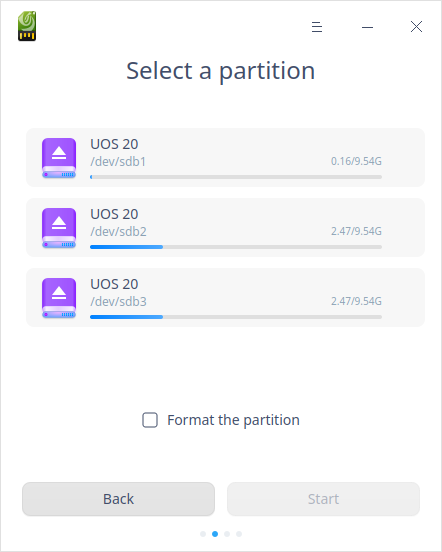 Select a partition
UOS 20
/dev/sdb1 0.16/9.54G
UOS 20
/dev/sdb2 2.47/9.54G
UOS 20
/dev/sdb3 2.47/9.54G
Format the partition
Back Start